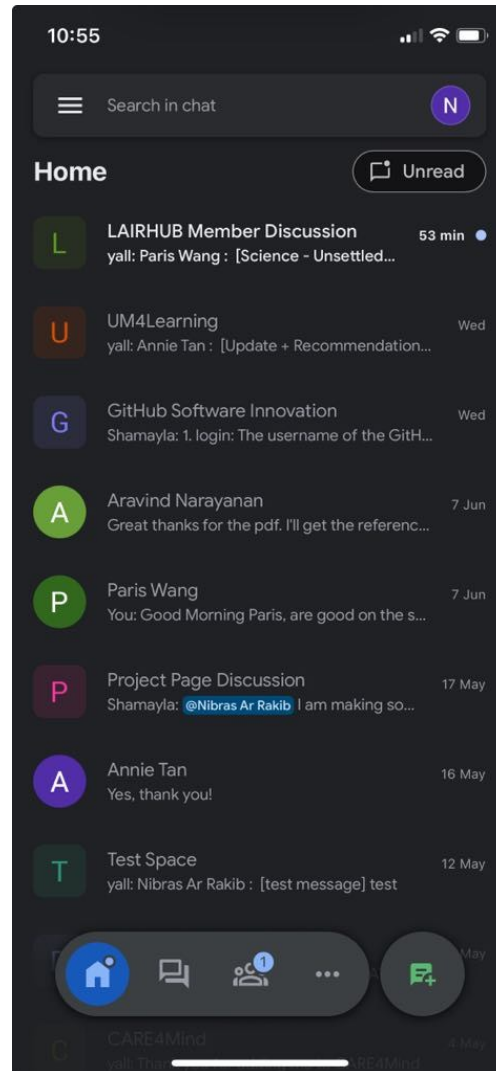 10:55
Search in chat
N
Home
Unread
L
LAIRHUB Member Discussion
53 min
yall: Paris Wang : [Science - Unsettled...
U
UM4Learning
Wed
yall: Annie Tan : [Update + Recommendation...
G
GitHub Software Innovation
Wed
Shamayla: 1. login: The username of the GitH...
A
Aravind Narayanan
7 Jun
Great thanks for the pdf. I'll get the referenc...
P
Paris Wang
7 Jun
You: Good Morning Paris, are good on the s...
P
Project Page Discussion
17 May
Shamayla: @Nibras Ar Rakib I am making so...
A
Annie Tan
16 May
Yes, thank you!
T
Test Space
12 May
yall: Nibras Ar Rakib : [test message] test
May
1
C
CARE4Mind
4 May